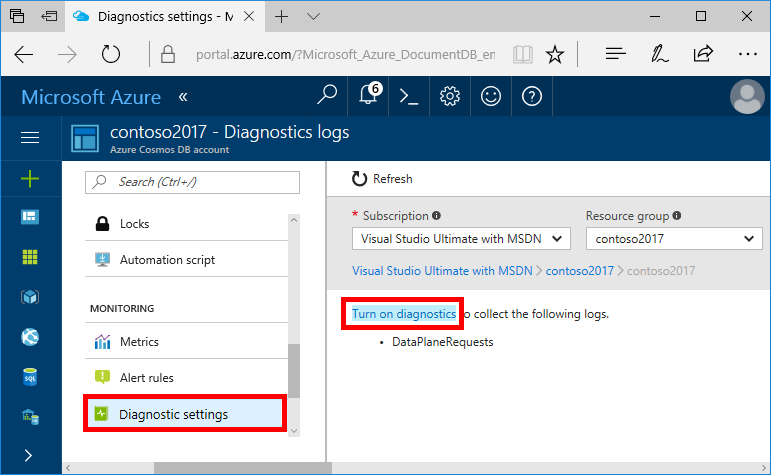 Diagnostics settings - M
portal.azure.com/?Microsoft_Azure_DocumentDB_en
Microsoft Azure «
6
contoso2017 - Diagnostics logs
Azure Cosmos DB account
Search (Ctrl+/)
Refresh
Locks
* Subscription
Resource group
Visual Studio Ultimate with MSDN
contoso2017
Automation script
Visual Studio Ultimate with MSDN > contoso2017 > contoso2017
MONITORING
Turn on diagnostics to collect the following logs.
Metrics
• DataPlaneRequests
Alert rules
SQL
Diagnostic settings